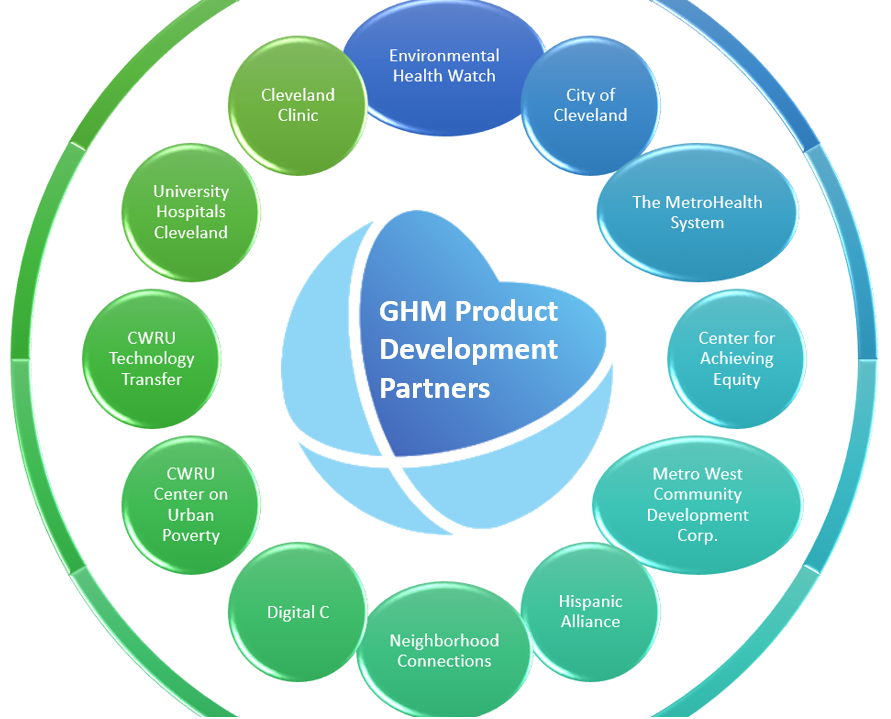 Environmental
Health Watch
City of
Cleveland
The MetroHealth
System
Center for
Achieving
Equity
Metro West
Community
Development
Corp.
Hispanic
Alliance
Neighborhood
Connections
Digital C
CWRU
Center on
Urban
Poverty
CWRU
Technology
Transfer
University
Hospitals
Cleveland
Cleveland
Clinic
GHM Product
Development
Partners